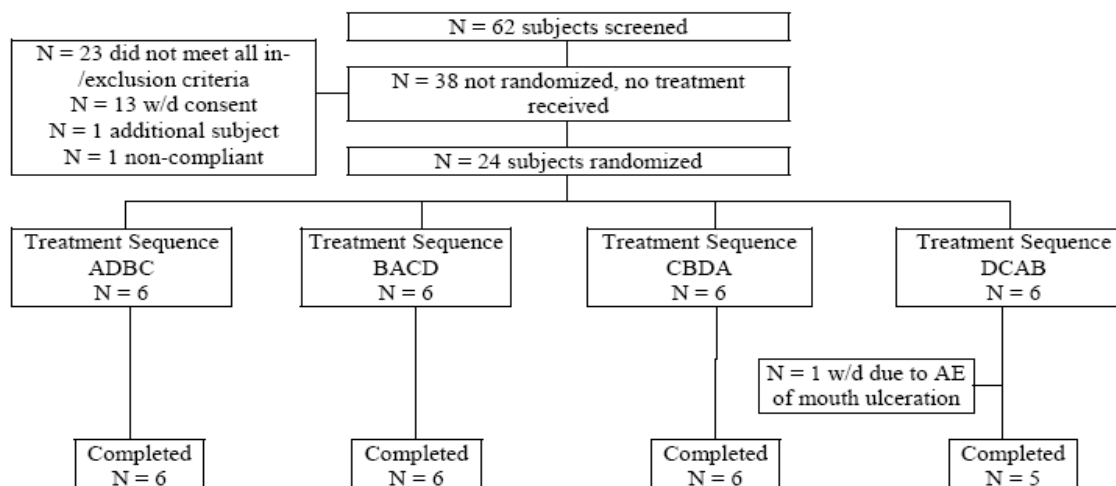 N = 62 subjects screened
N = 23 did not meet all in-
/exclusion criteria
N = 13 w/d consent
N = 1 additional subject
N = 1 non-compliant
N = 38 not randomized, no treatment
received
N = 24 subjects randomized
Treatment Sequence
ADBC
N = 6
Treatment Sequence
BACD
N = 6
Treatment Sequence
CBDA
N = 6
Treatment Sequence
DCAB
N = 6
N = 1 w/d due to AE
of mouth ulceration
Completed
N = 6
Completed
N = 6
Completed
N = 6
Completed
N = 5